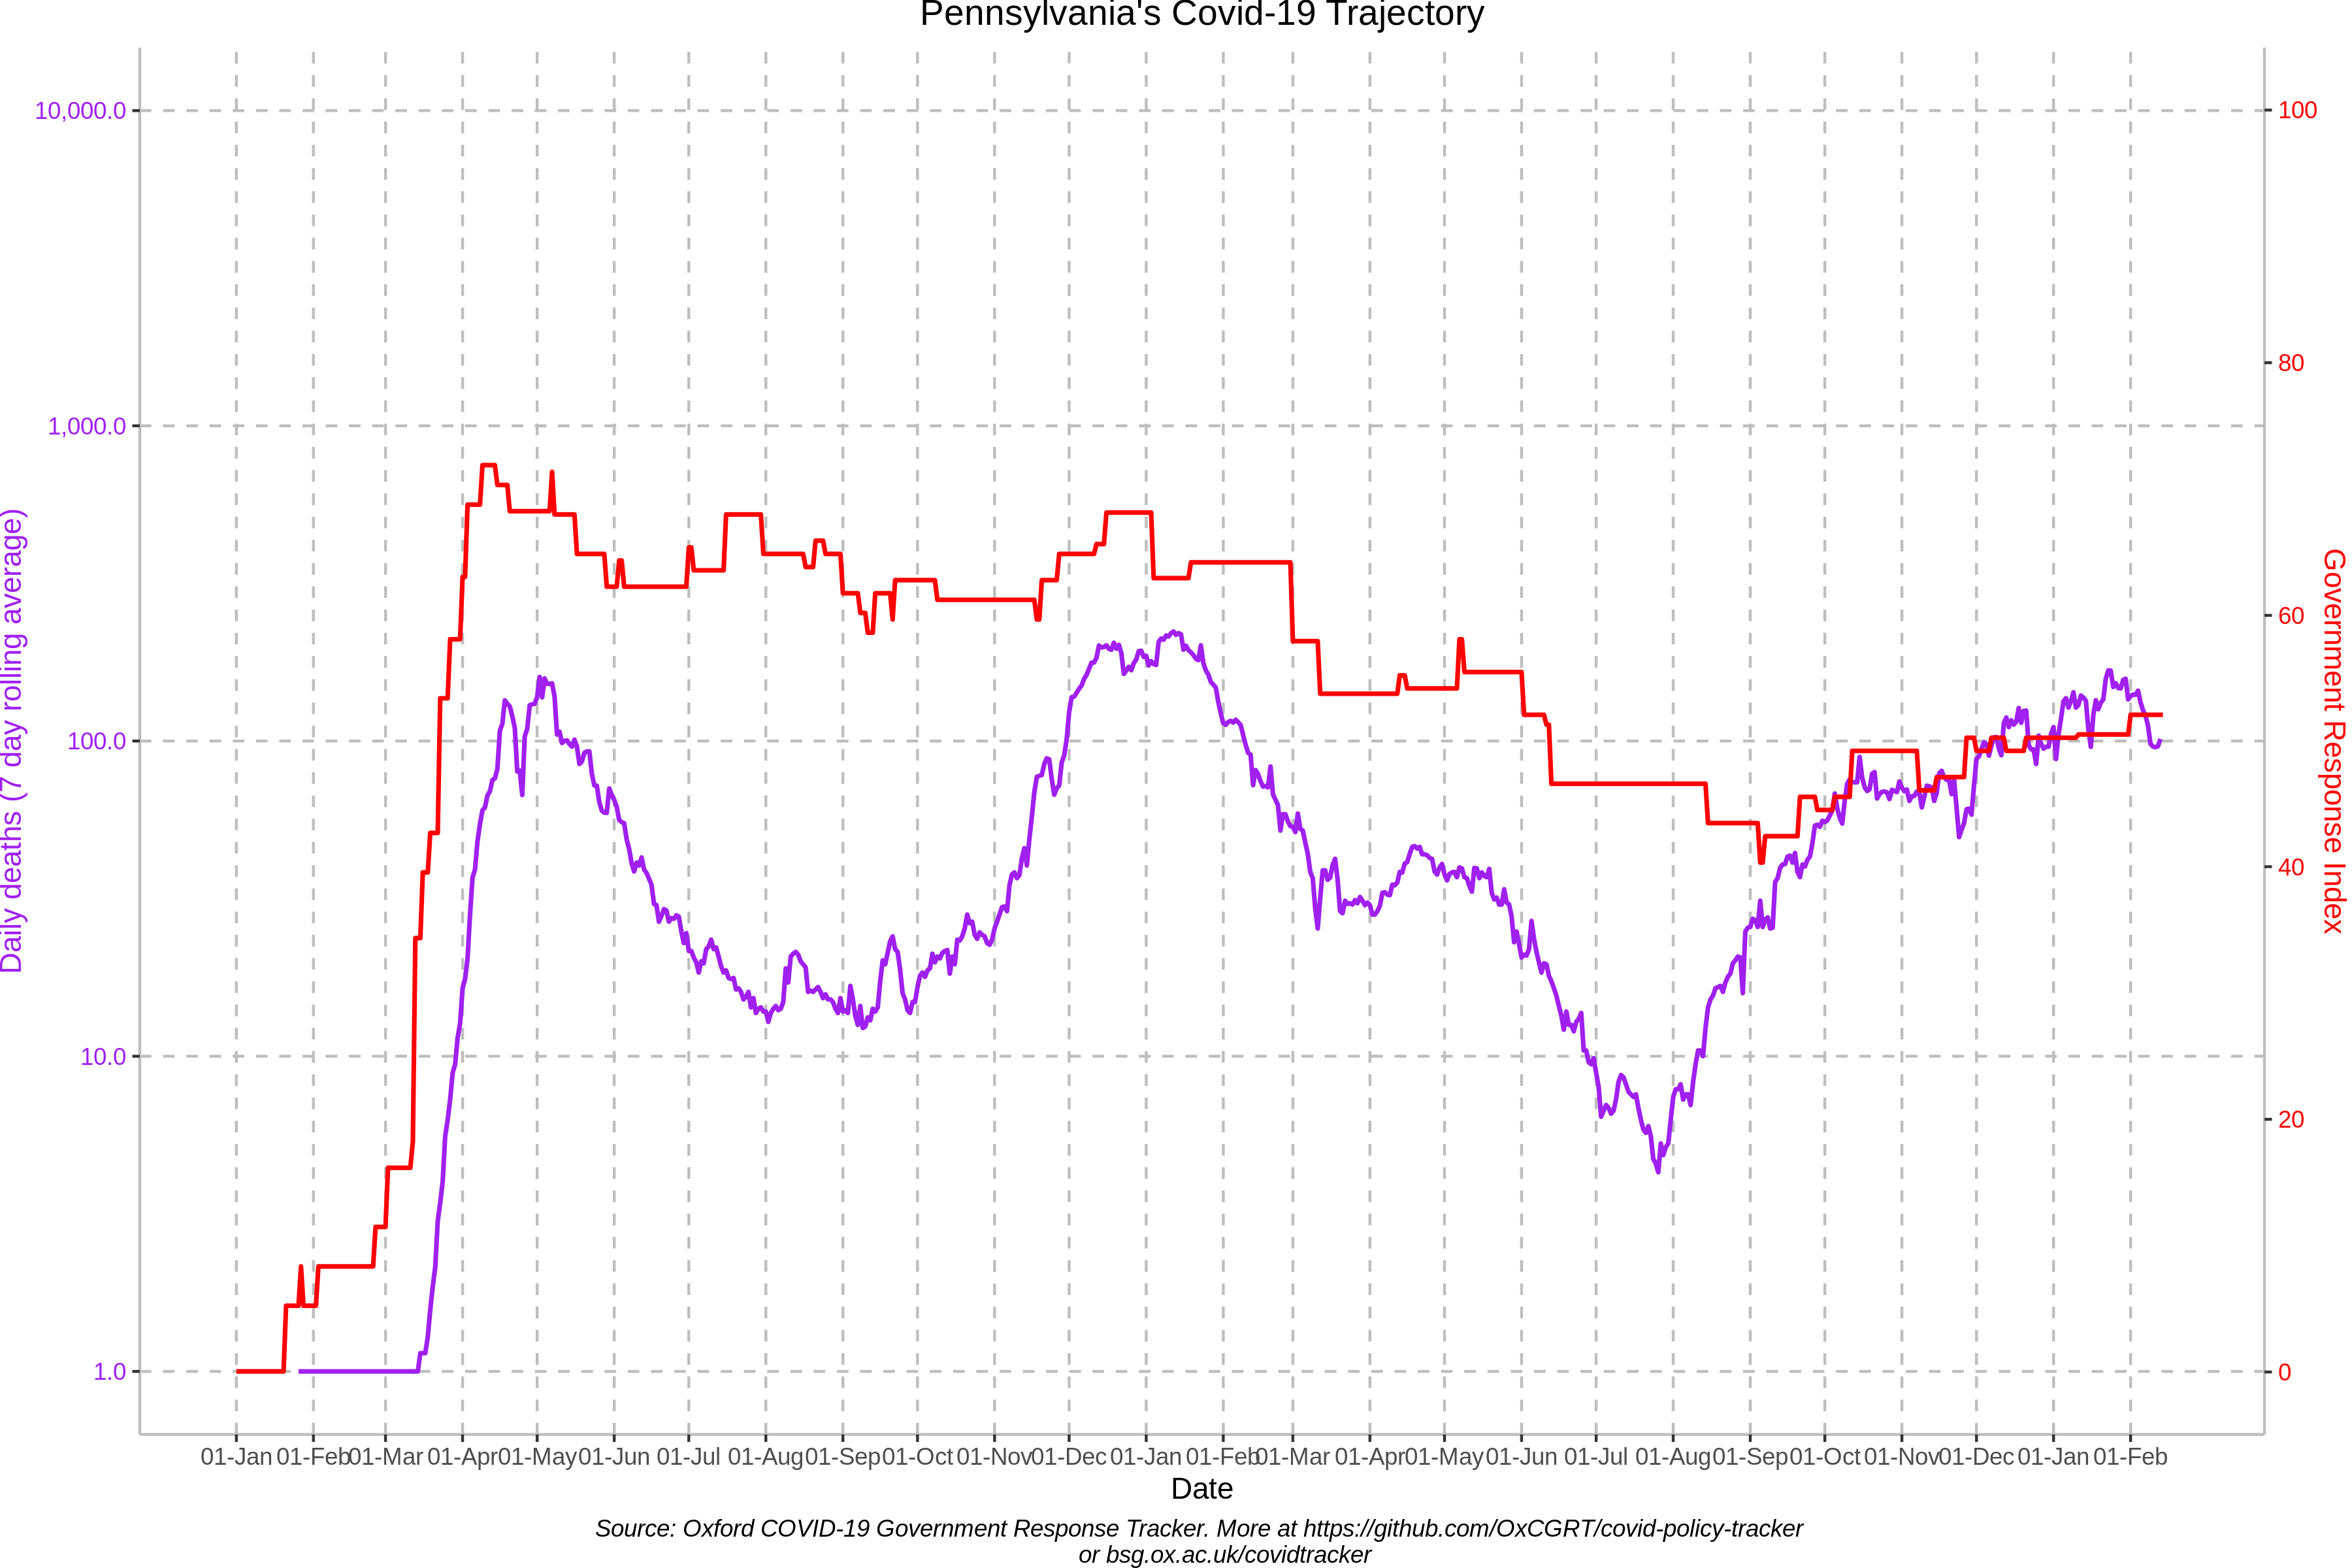 Pennsylvania's Covid-19 Trajectory
10,000.0
1,000.0
100.0
10.0
1.0
Daily deaths (7 day rolling average)
100
80
60
40
20
0
Government Response Index
01-Jan 01-Feb 01-Mar 01-Apr 01-May 01-Jun 01-Jul 01-Aug 01-Sep 01-Oct 01-Nov 01-Dec 01-Jan 01-Feb 01-Mar 01-Apr 01-May 01-Jun 01-Jul 01-Aug 01-Sep 01-Oct 01-Nov 01-Dec 01-Jan 01-Feb
Date
Source: Oxford COVID-19 Government Response Tracker. More at https://github.com/OxCGRT/covid-policy-tracker
or bsg.ox.ac.uk/covidtracker